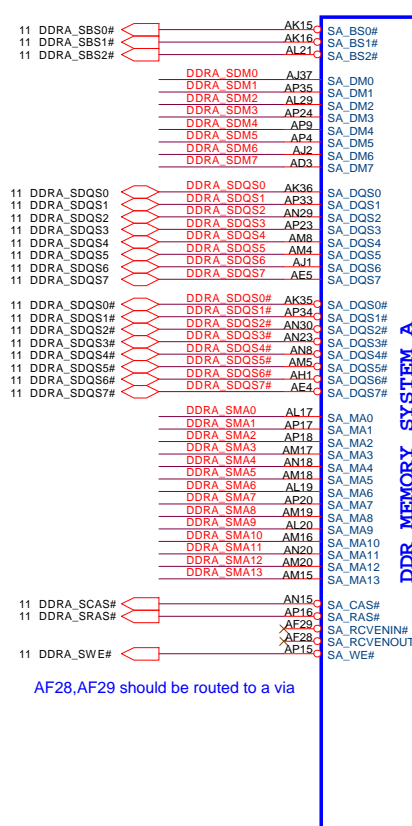 11 DDRA_SBS0# AK15 SA_BS0#
11 DDRA_SBS1# AK16 SA_BS1#
11 DDRA_SBS2# AL21 SA_BS2#
DDRA_SDM0 AJ37 SA_DM0
DDRA_SDM1 AP35 SA_DM1
DDRA_SDM2 AL29 SA_DM2
DDRA_SDM3 AP24 SA_DM3
DDRA_SDM4 AP9 SA_DM4
DDRA_SDM5 AP4 SA_DM5
DDRA_SDM6 AJ2 SA_DM6
DDRA_SDM7 AD3 SA_DM7
11 DDRA_SDQS0 DDRA_SDQS0 AK36 SA_DQS0
11 DDRA_SDQS1 DDRA_SDQS1 AP33 SA_DQS1
11 DDRA_SDQS2 DDRA_SDQS2 AN29 SA_DQS2
11 DDRA_SDQS3 DDRA_SDQS3 AP23 SA_DQS3
11 DDRA_SDQS4 DDRA_SDQS4 AM8 SA_DQS4
11 DDRA_SDQS5 DDRA_SDQS5 AM4 SA_DQS5
11 DDRA_SDQS6 DDRA_SDQS6 AJ1 SA_DQS6
11 DDRA_SDQS7 DDRA_SDQS7 AE5 SA_DQS7
11 DDRA_SDQS0# DDRA_SDQS0# AK35 SA_DQS0#
11 DDRA_SDQS1# DDRA_SDQS1# AP34 SA_DQS1#
11 DDRA_SDQS2# DDRA_SDQS2# AN30 SA_DQS2#
11 DDRA_SDQS3# DDRA_SDQS3# AN23 SA_DQS3#
11 DDRA_SDQS4# DDRA_SDQS4# AN8 SA_DQS4#
11 DDRA_SDQS5# DDRA_SDQS5# AM5 SA_DQS5#
11 DDRA_SDQS6# DDRA_SDQS6# AH1 SA_DQS6#
11 DDRA_SDQS7# DDRA_SDQS7# AE4 SA_DQS7#
DDRA_SMA0 AL17 SA_MA0
DDRA_SMA1 AP17 SA_MA1
DDRA_SMA2 AP18 SA_MA2
DDRA_SMA3 AM17 SA_MA3
DDRA_SMA4 AN18 SA_MA4
DDRA_SMA5 AM18 SA_MA5
DDRA_SMA6 AL19 SA_MA6
DDRA_SMA7 AP20 SA_MA7
DDRA_SMA8 AM19 SA_MA8
DDRA_SMA9 AL20 SA_MA9
DDRA_SMA10 AM16 SA_MA10
DDRA_SMA11 AN20 SA_MA11
DDRA_SMA12 AM20 SA_MA12
DDRA_SMA13 AM15 SA_MA13
11 DDRA_SCAS# AN15 SA_CAS#
11 DDRA_SRAS# AP16 SA_RAS#
AF29 SA_RCVENIN#
AF28 SA_RCVENOUT
11 DDRA_SWE# AP15 SA_WE#
DDR MEMORY SYSTEM A
AF28,AF29 should be routed to a via